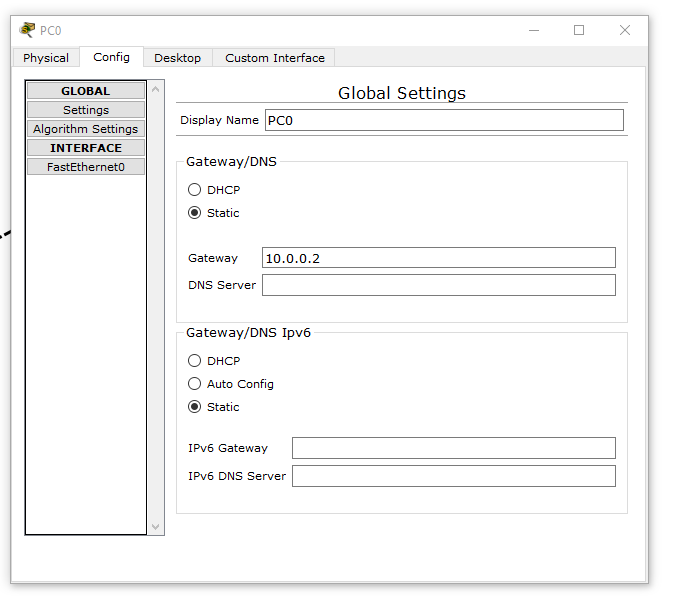 PC0
Physical Config Desktop Custom Interface
GLOBAL
Settings
Algorithm Settings
INTERFACE
FastEthernet0
Global Settings
Display Name PC0
Gateway/DNS
DHCP
Static
Gateway 10.0.0.2
DNS Server
Gateway/DNS Ipv6
DHCP
Auto Config
Static
IPv6 Gateway
IPv6 DNS Server